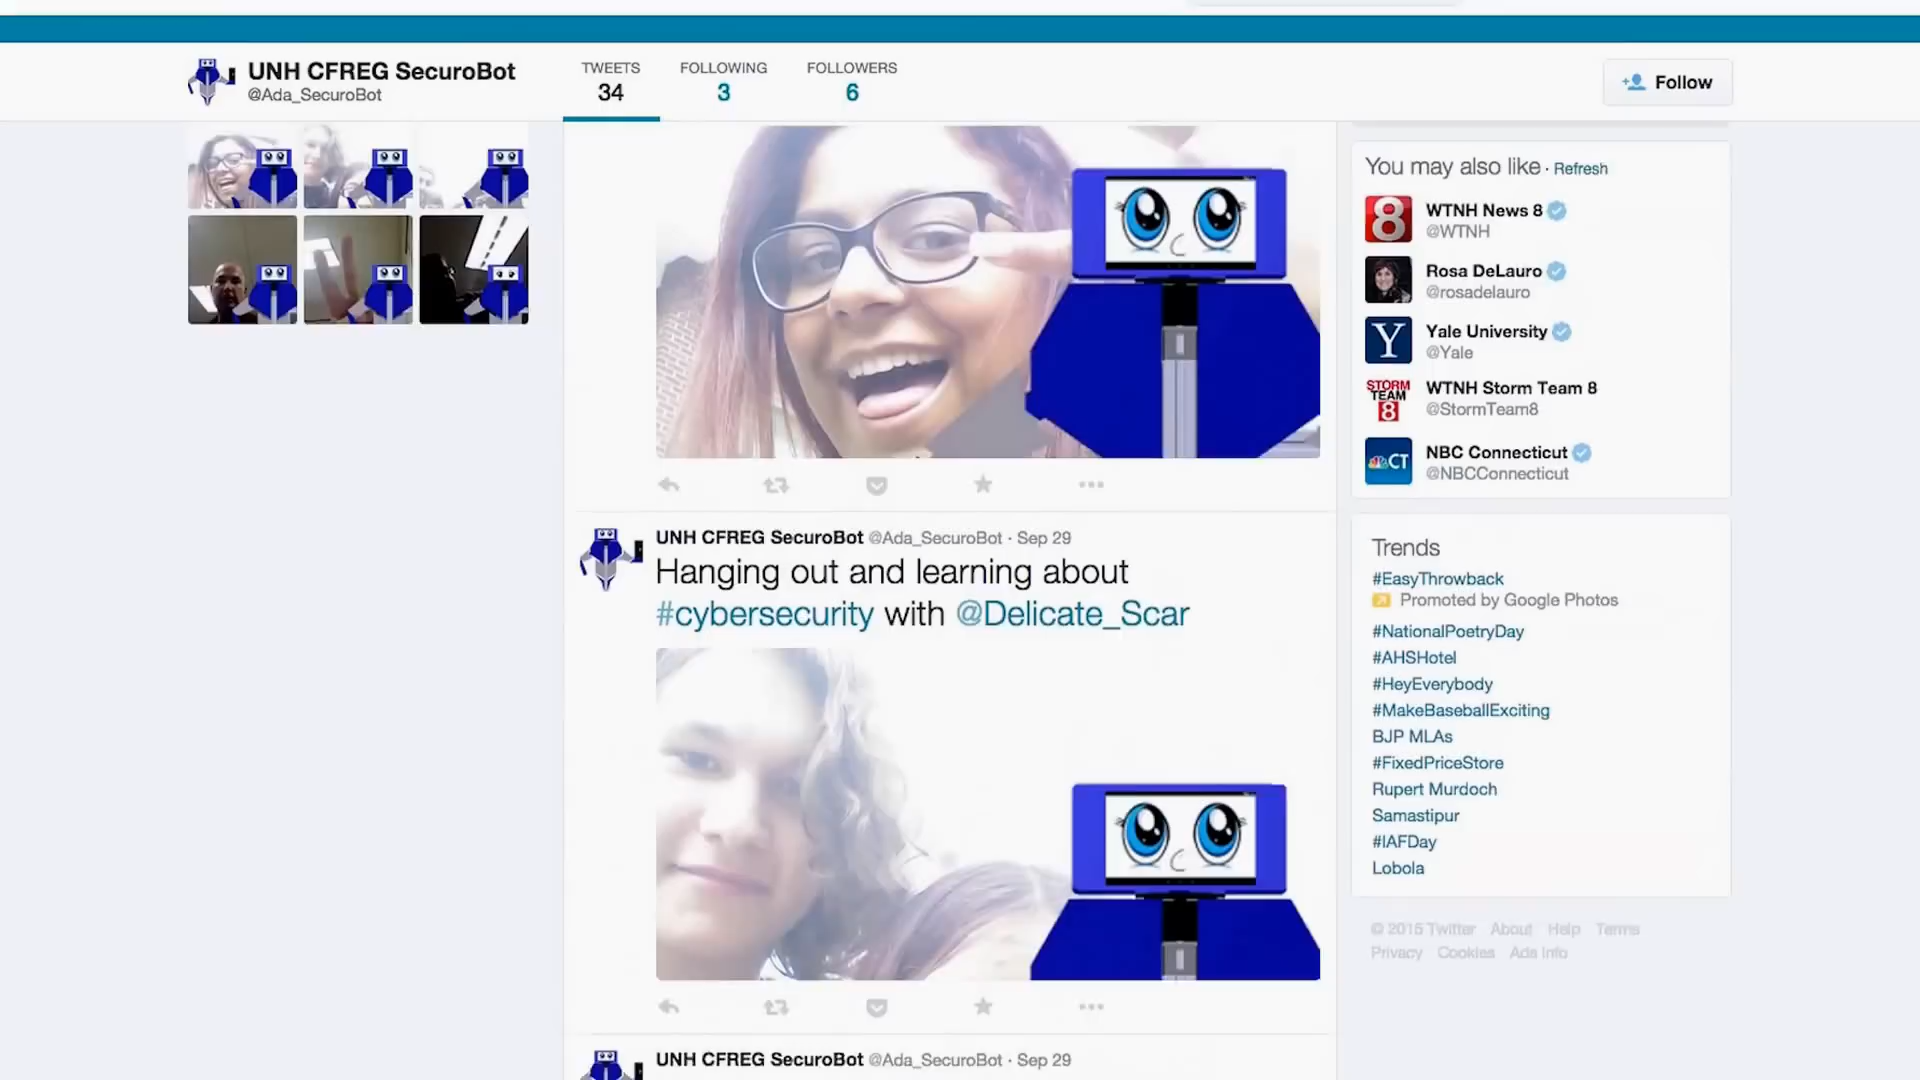 UNH CFREG SecuroBot
@Ada_SecuroBot
TWEETS
34
FOLLOWING
3
FOLLOWERS
6
Follow
UNH CFREG SecuroBot @Ada_SecuroBot · Sep 29
Hanging out and learning about
#cybersecurity with @Delicate_Scar
UNH CFREG SecuroBot @Ada_SecuroBot · Sep 29
You may also like · Refresh
8
WTNH News 8
@WTNH
Rosa DeLauro
@rosadelauro
Y
Yale University
@Yale
STORM
TEAM
8
WTNH Storm Team 8
@StormTeam8
CT
NBC Connecticut
@NBCConnecticut
Trends
#EasyThrowback
Promoted by Google Photos
#NationalPoetryDay
#AHSHotel
#HeyEverybody
#MakeBaseballExciting
BJP MLAs
#FixedPriceStore
Rupert Murdoch
Samastipur
#IAFDay
Lobola
© 2015 Twitter About Help Terms
Privacy Cookies Ads info